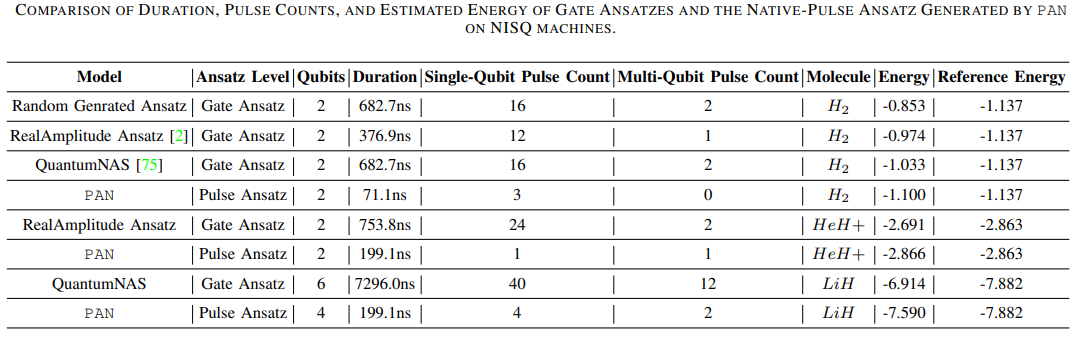 COMPARISON OF DURATION, PULSE COUNTS, AND ESTIMATED ENERGY OF GATE ANSATZES AND THE NATIVE-PULSE ANSATZ GENERATED BY PAN
ON NISQ MACHINES.
Model Ansatz Level Qubits Duration Single-Qubit Pulse Count Multi-Qubit Pulse Count Molecule Energy Reference Energy
Random Genrated Ansatz Gate Ansatz 2 682.7ns 16 2 H2 -0.853 -1.137
RealAmplitude Ansatz [2] Gate Ansatz 2 376.9ns 12 1 H2 -0.974 -1.137
QuantumNAS [75] Gate Ansatz 2 682.7ns 16 2 H2 -1.033 -1.137
PAN Pulse Ansatz 2 71.1ns 3 0 H2 -1.100 -1.137
RealAmplitude Ansatz Gate Ansatz 2 753.8ns 24 2 HeH+ -2.691 -2.863
PAN Pulse Ansatz 2 199.1ns 1 1 HeH+ -2.866 -2.863
QuantumNAS Gate Ansatz 6 7296.0ns 40 12 LiH -6.914 -7.882
PAN Pulse Ansatz 4 199.1ns 4 2 LiH -7.590 -7.882